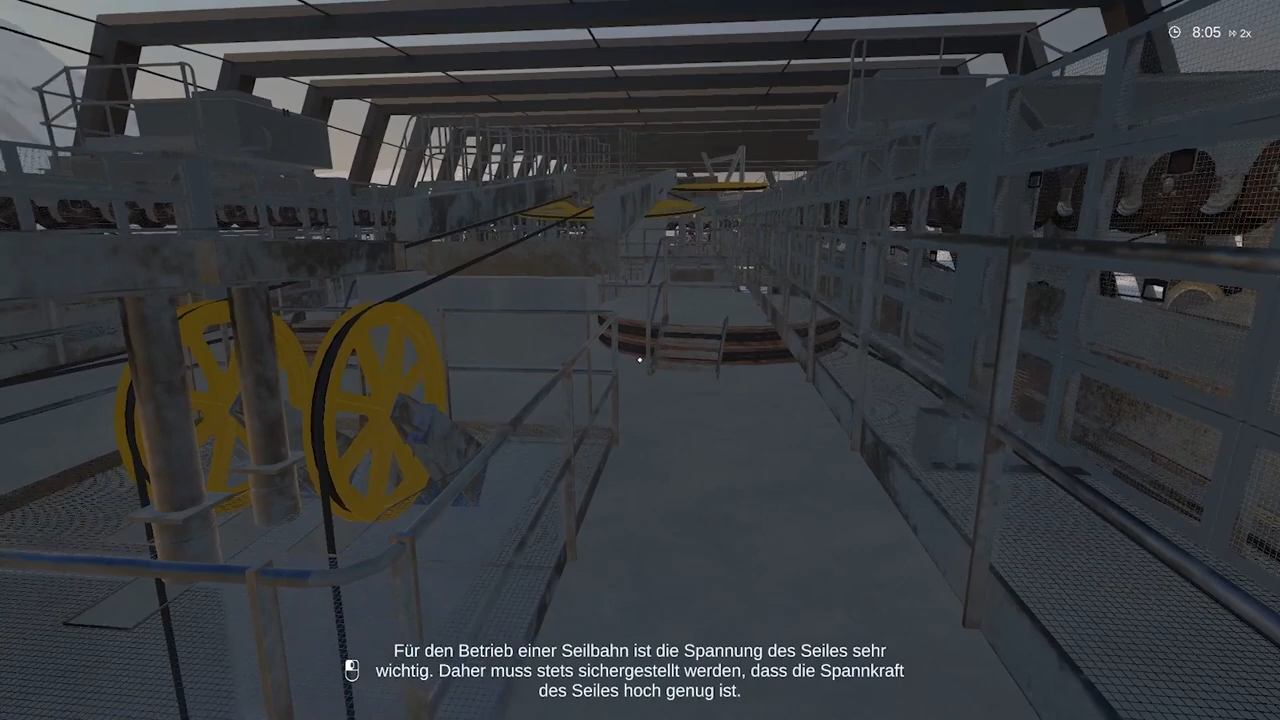 8:05 2x
Für den Betrieb einer Seilbahn ist die Spannung des Seiles sehr
wichtig. Daher muss stets sichergestellt werden, dass die Spannkraft
des Seiles hoch genug ist.